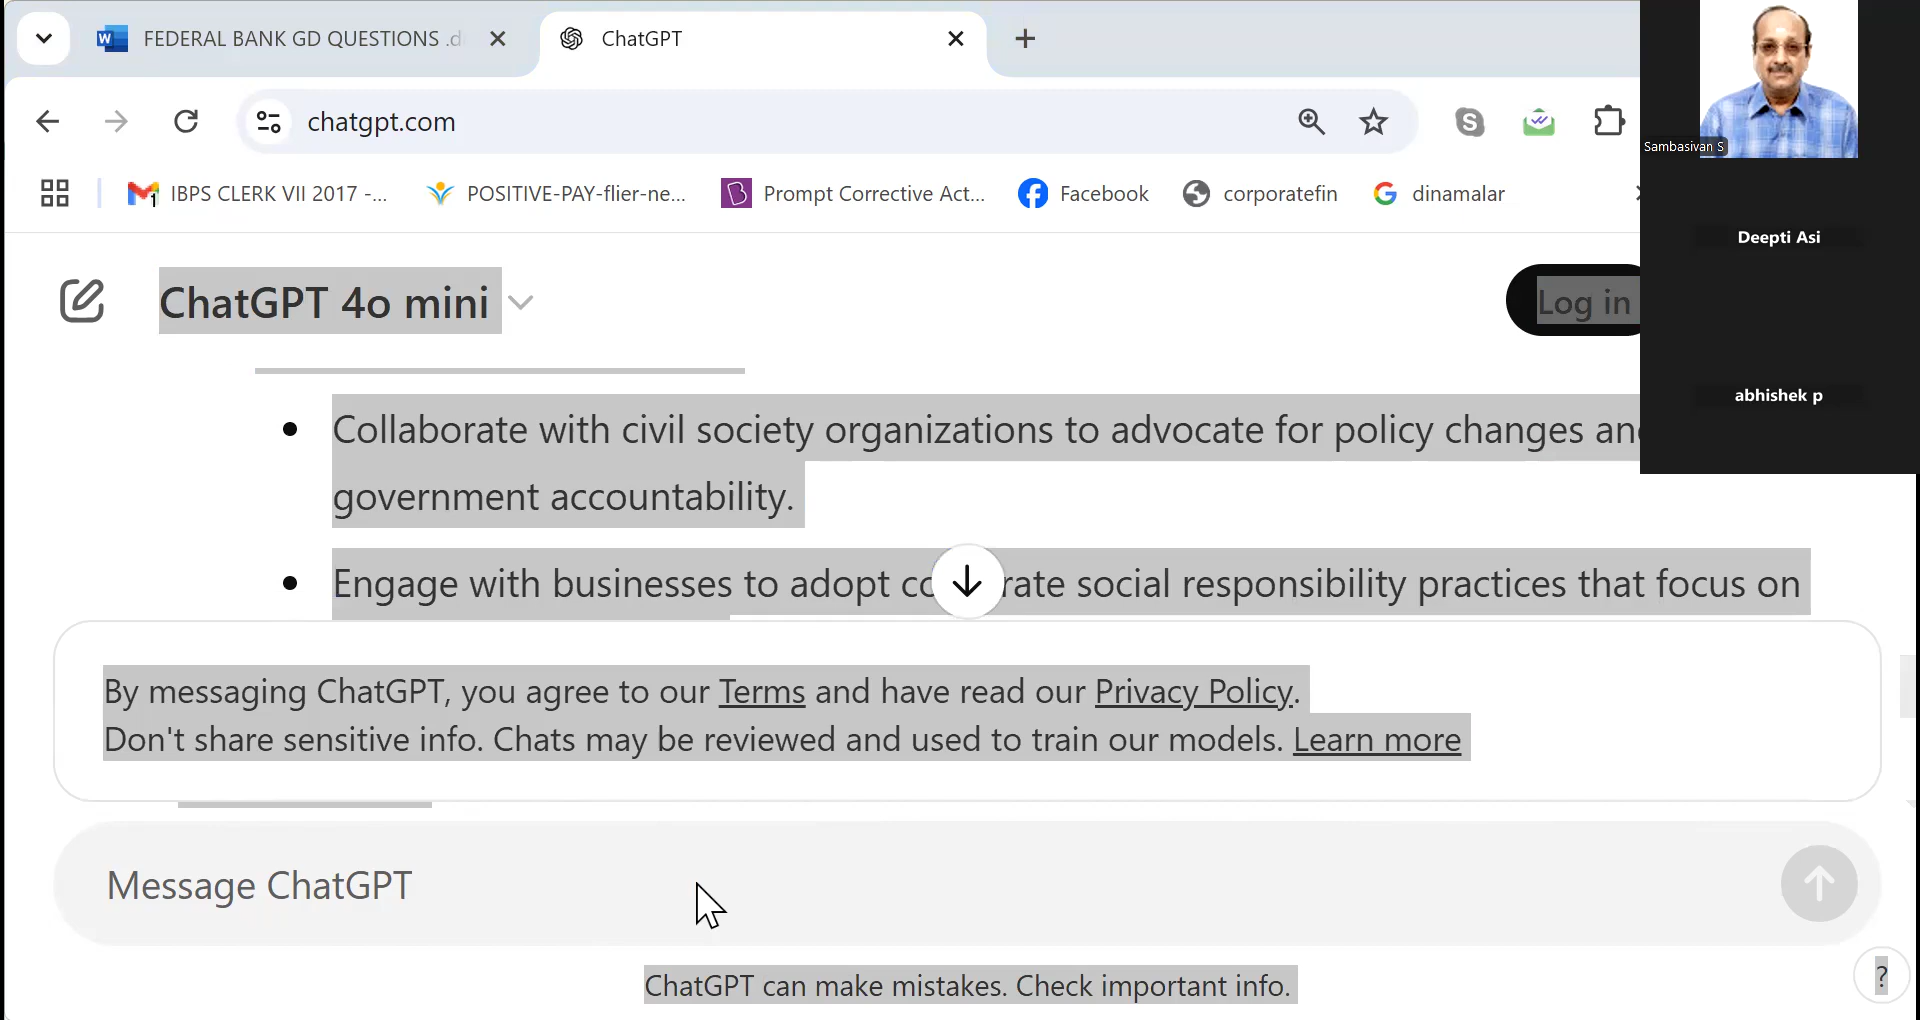 FEDERAL BANK GD QUESTIONS .d
ChatGPT
chatgpt.com
Sambasivan S
IBPS CLERK VII 2017 -...
POSITIVE-PAY-flier-ne...
Prompt Corrective Act...
Facebook
corporatefin
dinamalar
Deepti Asi
ChatGPT 4o mini
Log in
abhishek p
Collaborate with civil society organizations to advocate for policy changes
government accountability.
Engage with businesses to adopt co rate social responsibility practices that focus on
By messaging ChatGPT, you agree to our Terms and have read our Privacy Policy.
Don't share sensitive info. Chats may be reviewed and used to train our models. Learn more
Message ChatGPT
ChatGPT can make mistakes. Check important info.
?